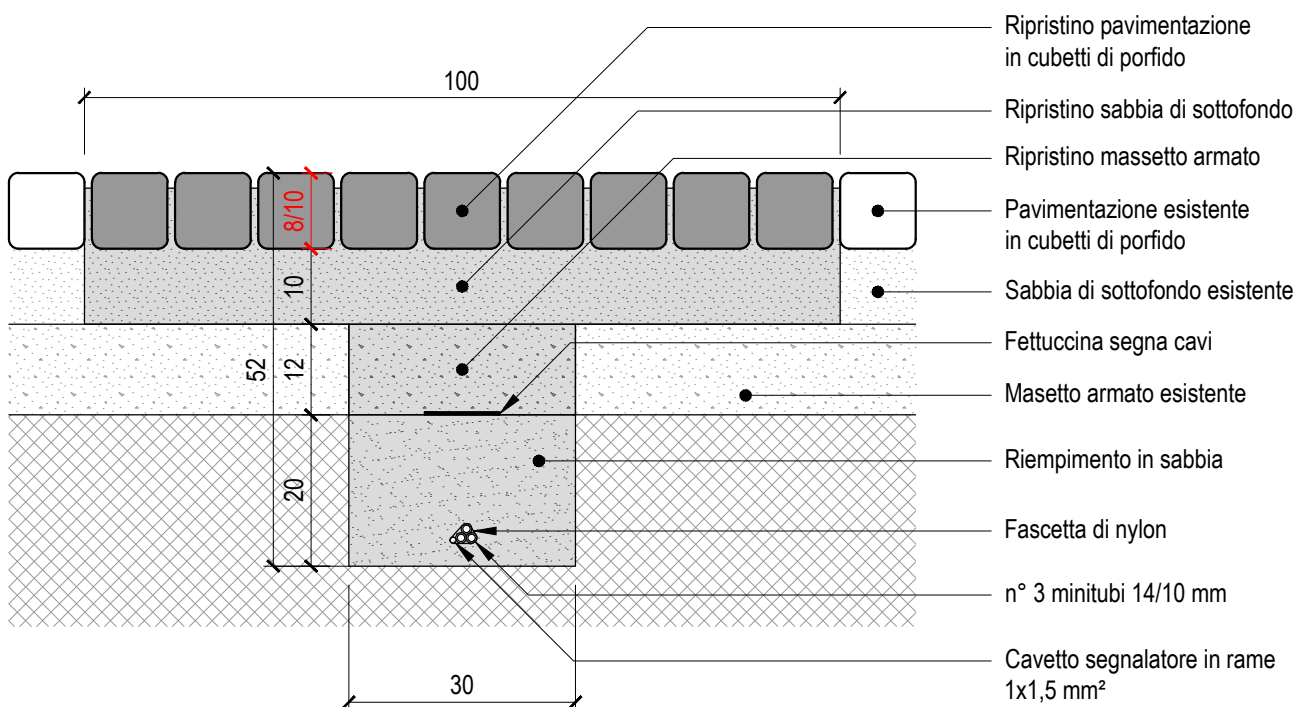 Ripristino pavimentazione
in cubetti di porfido
100
Ripristino sabbia di sottofondo
Ripristino massetto armato
8/10
Pavimentazione esistente
in cubetti di porfido
10
Sabbia di sottofondo esistente
Fettuccina segna cavi
52
12
Masetto armato esistente
Riempimento in sabbia
20
Fascetta di nylon
n° 3 minitubi 14/10 mm
Cavetto segnalatore in rame
1x1,5 mm²
30